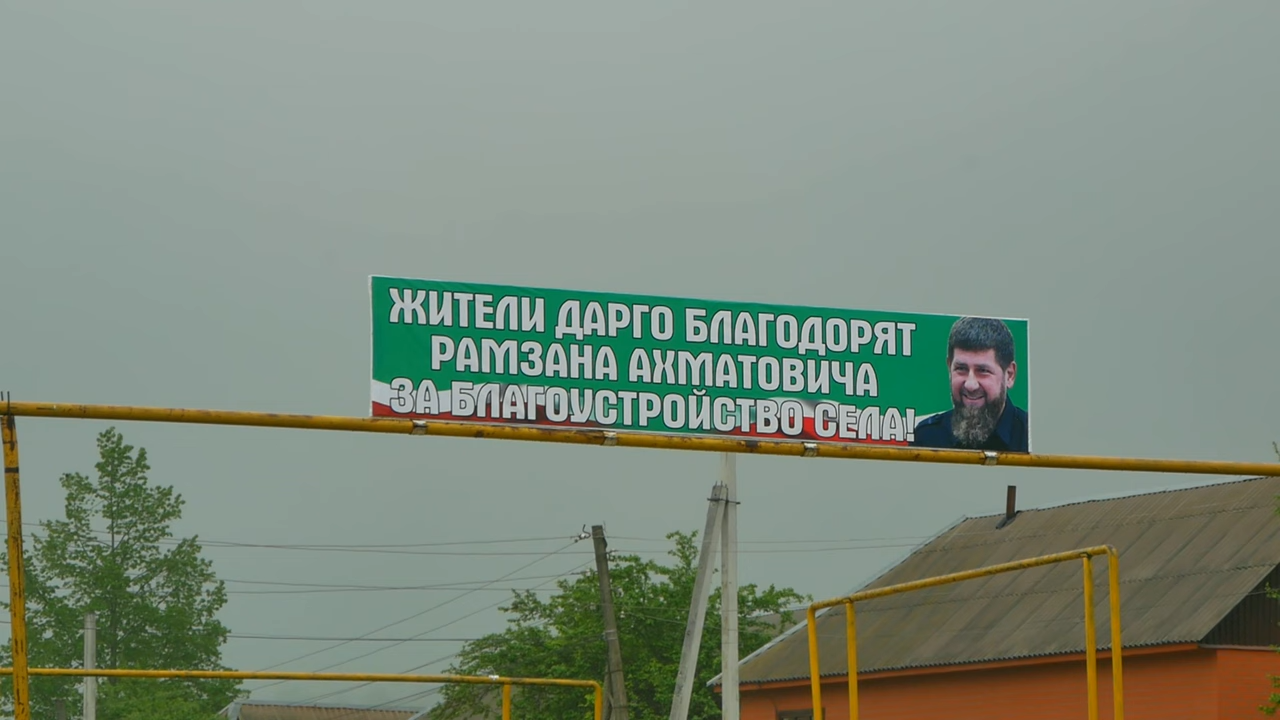 ЖИТЕЛИ ДАРГО БЛАГОДОРЯТ
РАМЗАНА АХМАТОВИЧА
ЗА БЛАГОУСТРОЙСТВО СЕЛА!